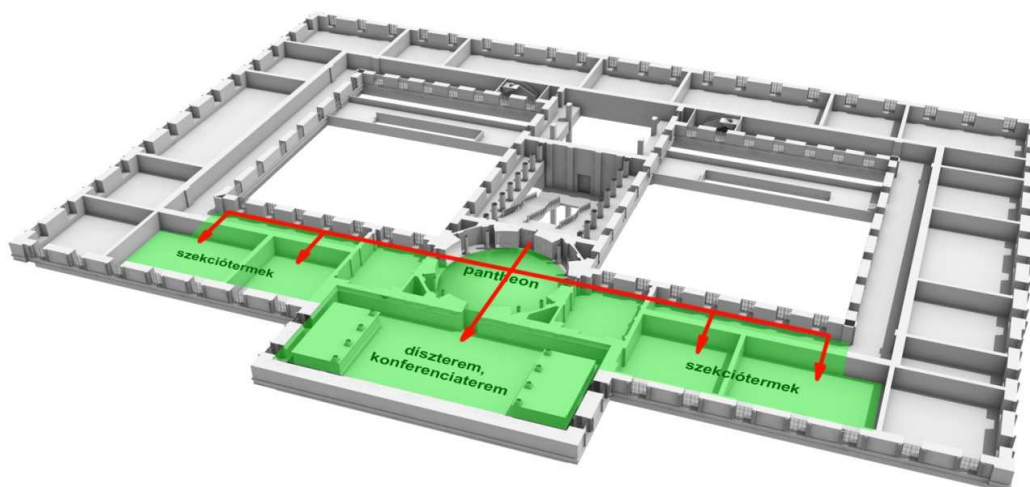 szekciótermek
pantheon
díszterem,
konferenciaterem
szekciótermek